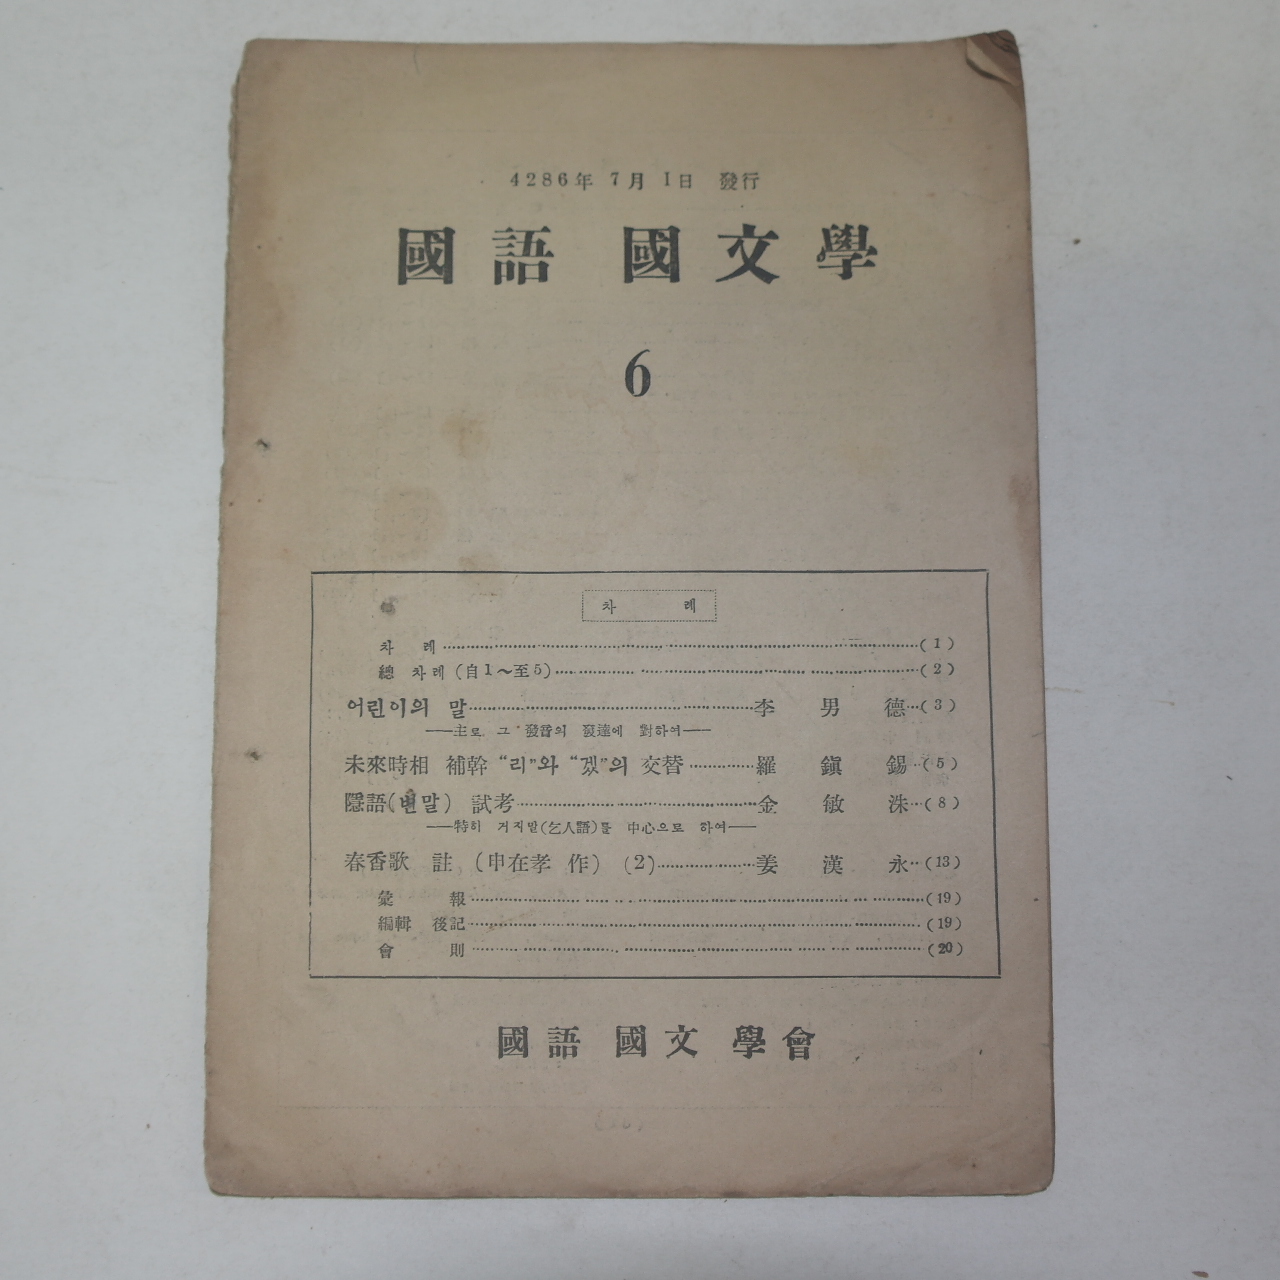 4286年 7月 1日 發行
國語 國文學
6
차 례
차 례 (1)
總 차례 (自1～至5) (2)
어린이의 말 李男德 (3)
──主로 그 發音의 發達에 對하여──
未來時相 補幹 “리”와 “겠”의 交替 羅鎭錫 (5)
隱語(변말) 試考 金敏洙 (8)
──特히 거지말(乞人語)를 中心으로 하여──
春香歌 註 (申在孝 作) (2) 姜漢永 (13)
彙報 (19)
編輯 後記 (19)
會則 (20)
國語 國文 學會